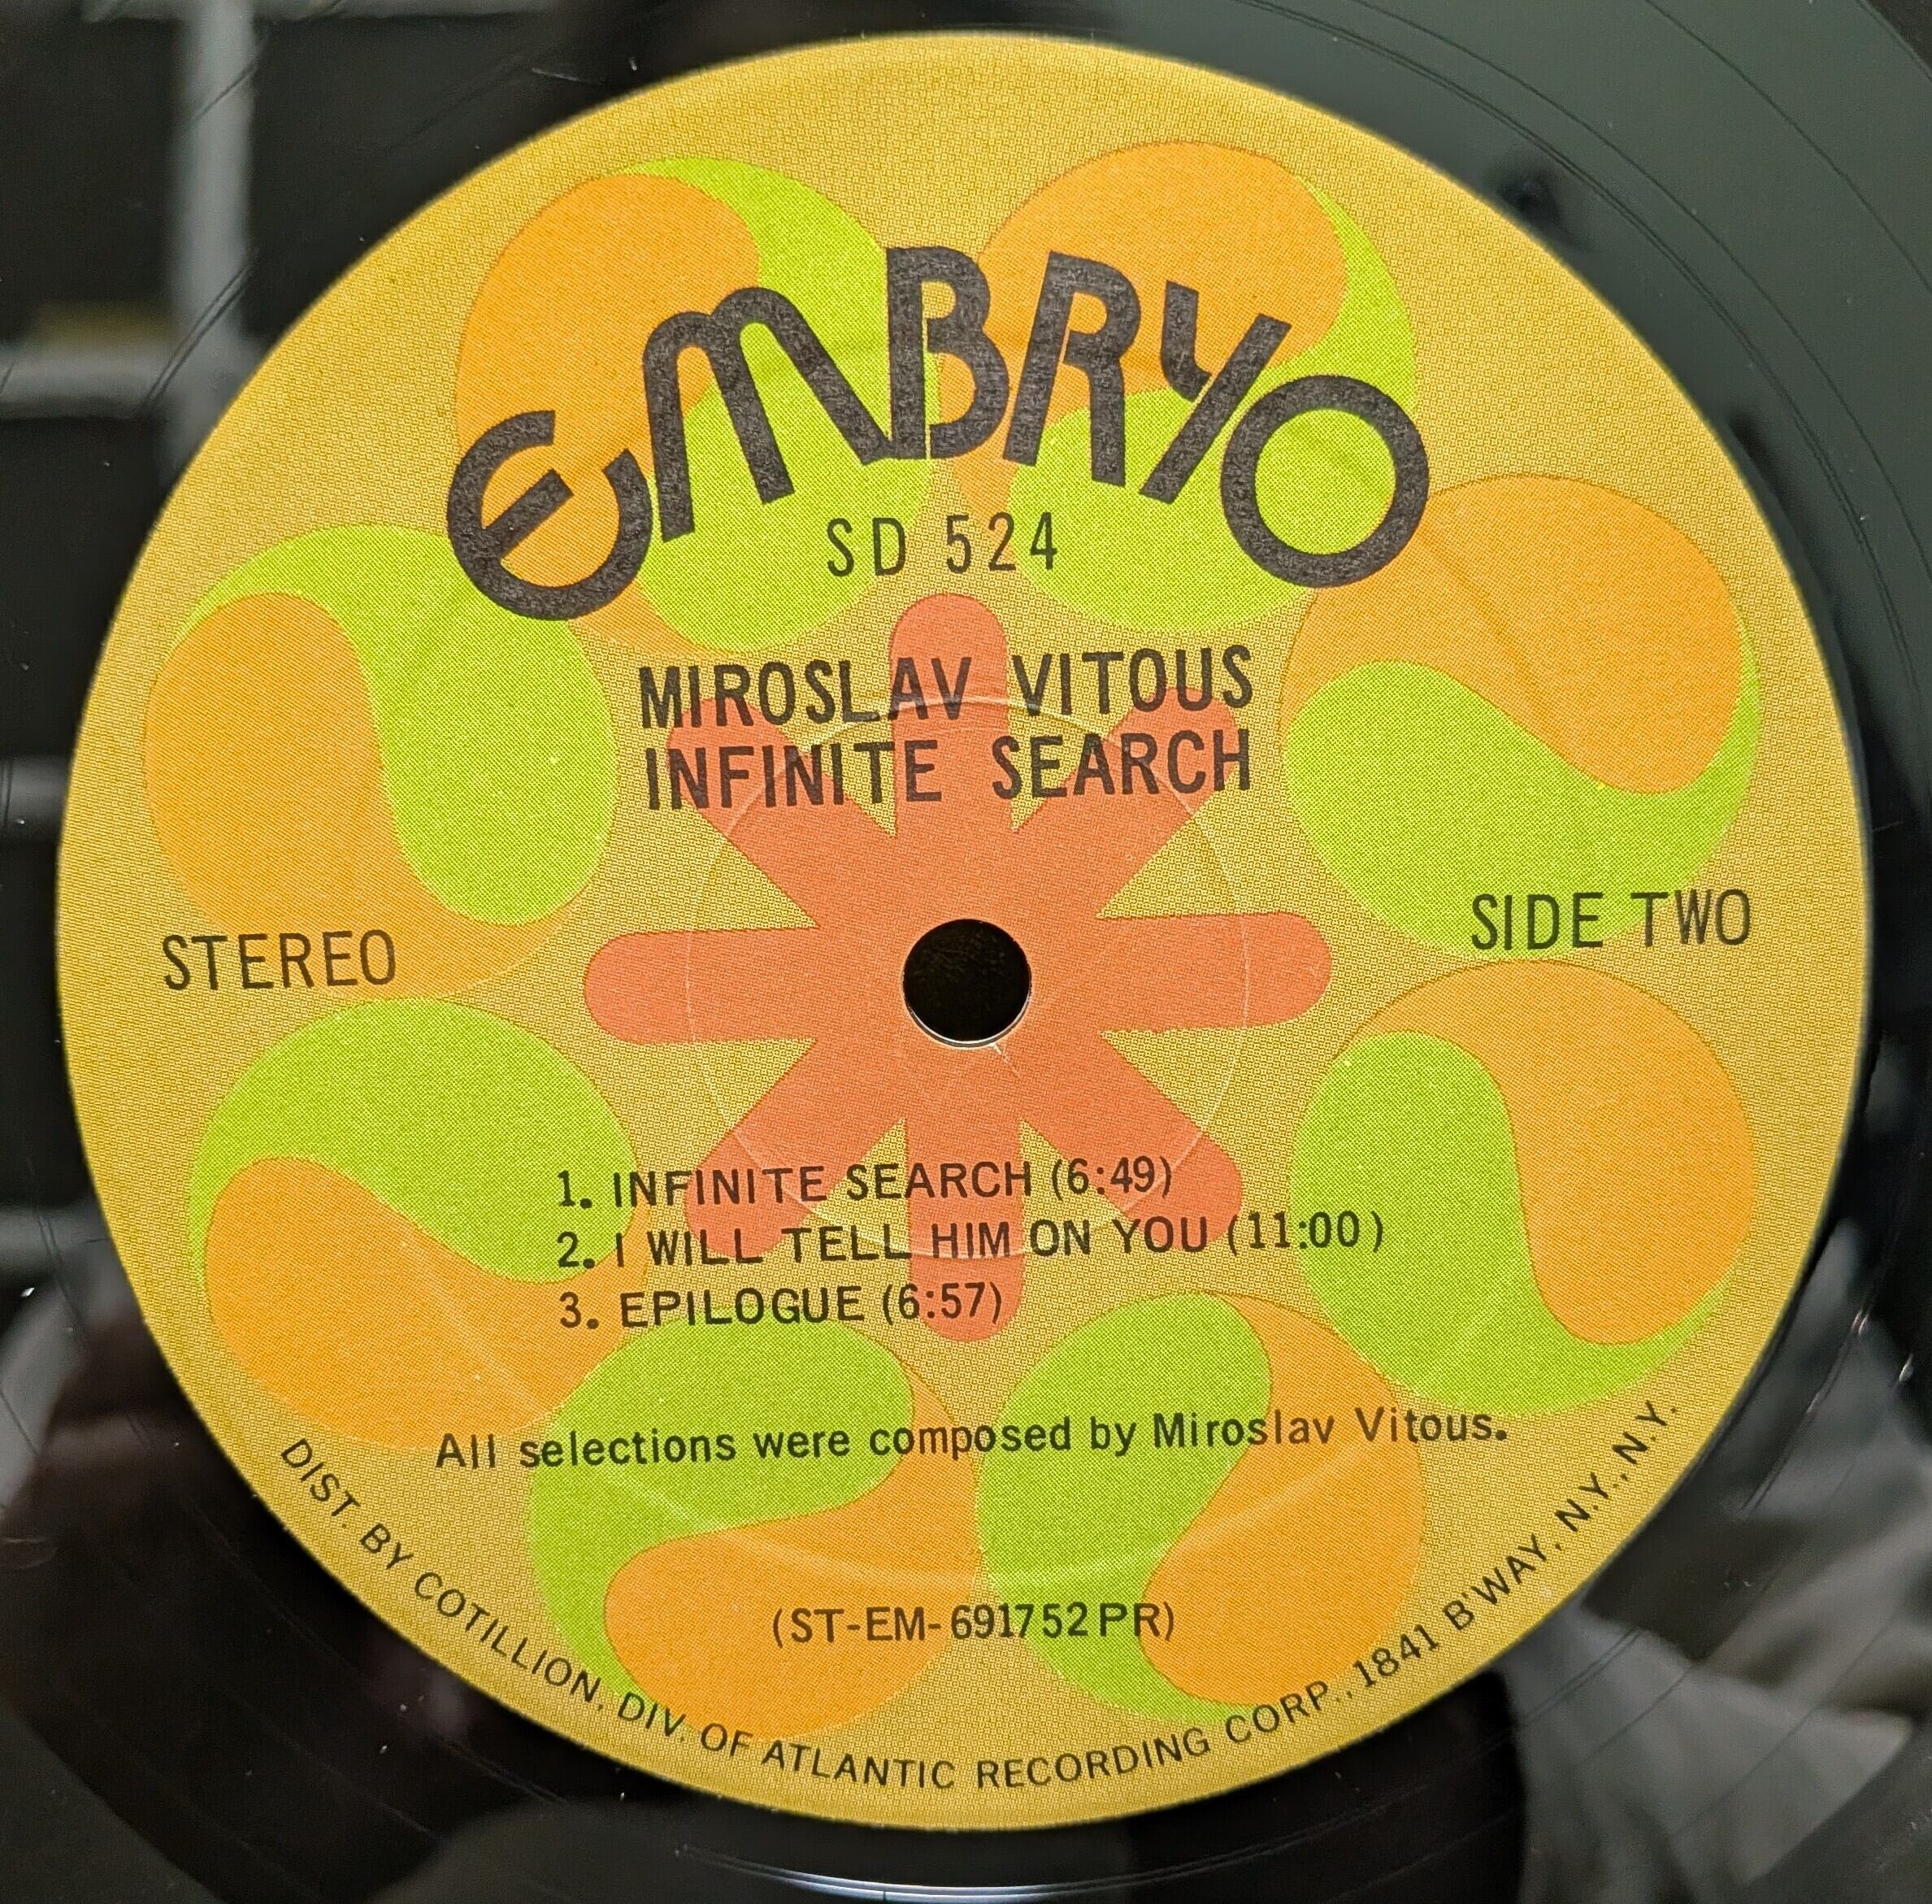 EMBRYO
SD 524
MIROSLAV VITOUS
INFINITE SEARCH
STEREO
SIDE TWO
1. INFINITE SEARCH (6:49)
2. I WILL TELL HIM ON YOU (11:00)
3. EPILOGUE (6:57)
All selections were composed by Miroslav Vitous.
(ST-EM-691752PR)
DIST. BY COTILLION, DIV. OF ATLANTIC RECORDING CORP., 1841 B'WAY, N.Y., N.Y.